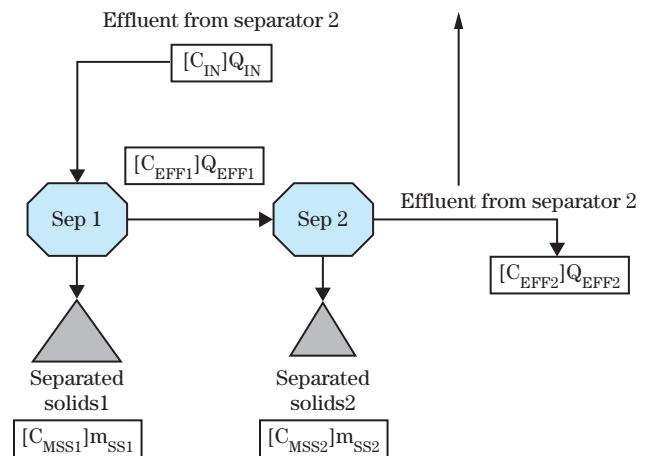 Effluent from separator 2
[C_IN]Q_IN
[C_EFF1]Q_EFF1
Sep 1
Sep 2
Effluent from separator 2
[C_EFF2]Q_EFF2
Separated
solids1
Separated
solids2
[C_MSS1]m_SS1
[C_MSS2]m_SS2